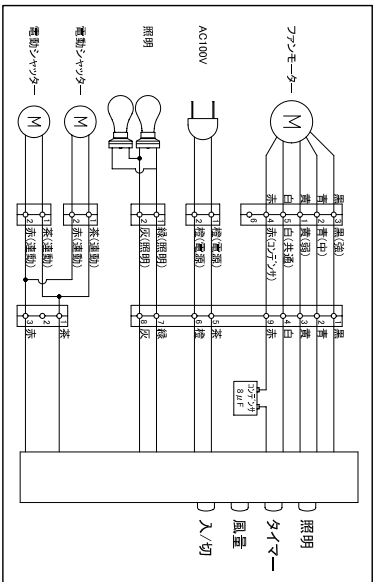 ファンモーター
M
黒 3 黒(強) 1 黒
青 2 青(中) 2 青
黄 1 黄(弱) 3 黄
白 5 白(共通) 4 白
赤 4 赤(コンデンサ) 9 赤
6
コンデンサ
8μF
AC100V
1 橙(電源) 5 茶
2 橙(電源) 6 橙
照明
1 緑(照明) 7 緑
2 灰(照明) 8 灰
電動シャッター
M
1 茶(連動)
2 赤(連動)
電動シャッター
M
1 茶(連動)
2 赤(連動)
1 茶
2
3 赤
照明
タイマー
風量
入/切